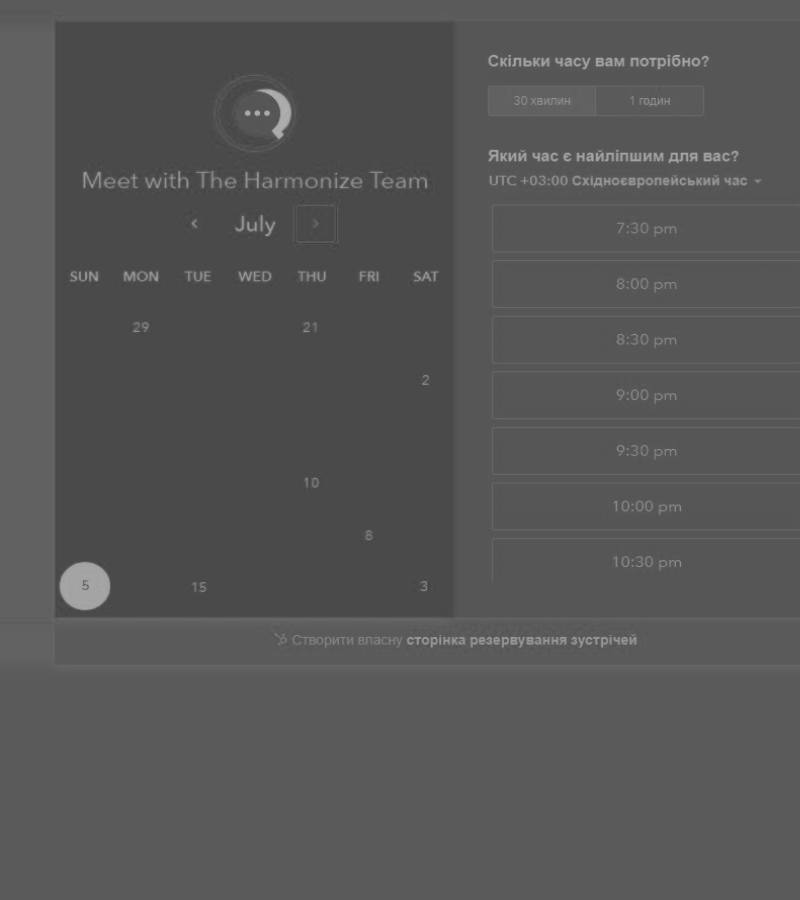 Meet with The Harmonize Team
July
SUN MON TUE WED THU FRI SAT
29 21
2
10
8
5 15 3
Скільки часу вам потрібно?
30 хвилин 1 годин
Який час є найліпшим для вас?
UTC +03:00 Східноєвропейський час
7:30 pm
8:00 pm
8:30 pm
9:00 pm
9:30 pm
10:00 pm
10:30 pm
Створити власну сторінка резервування зустрічей